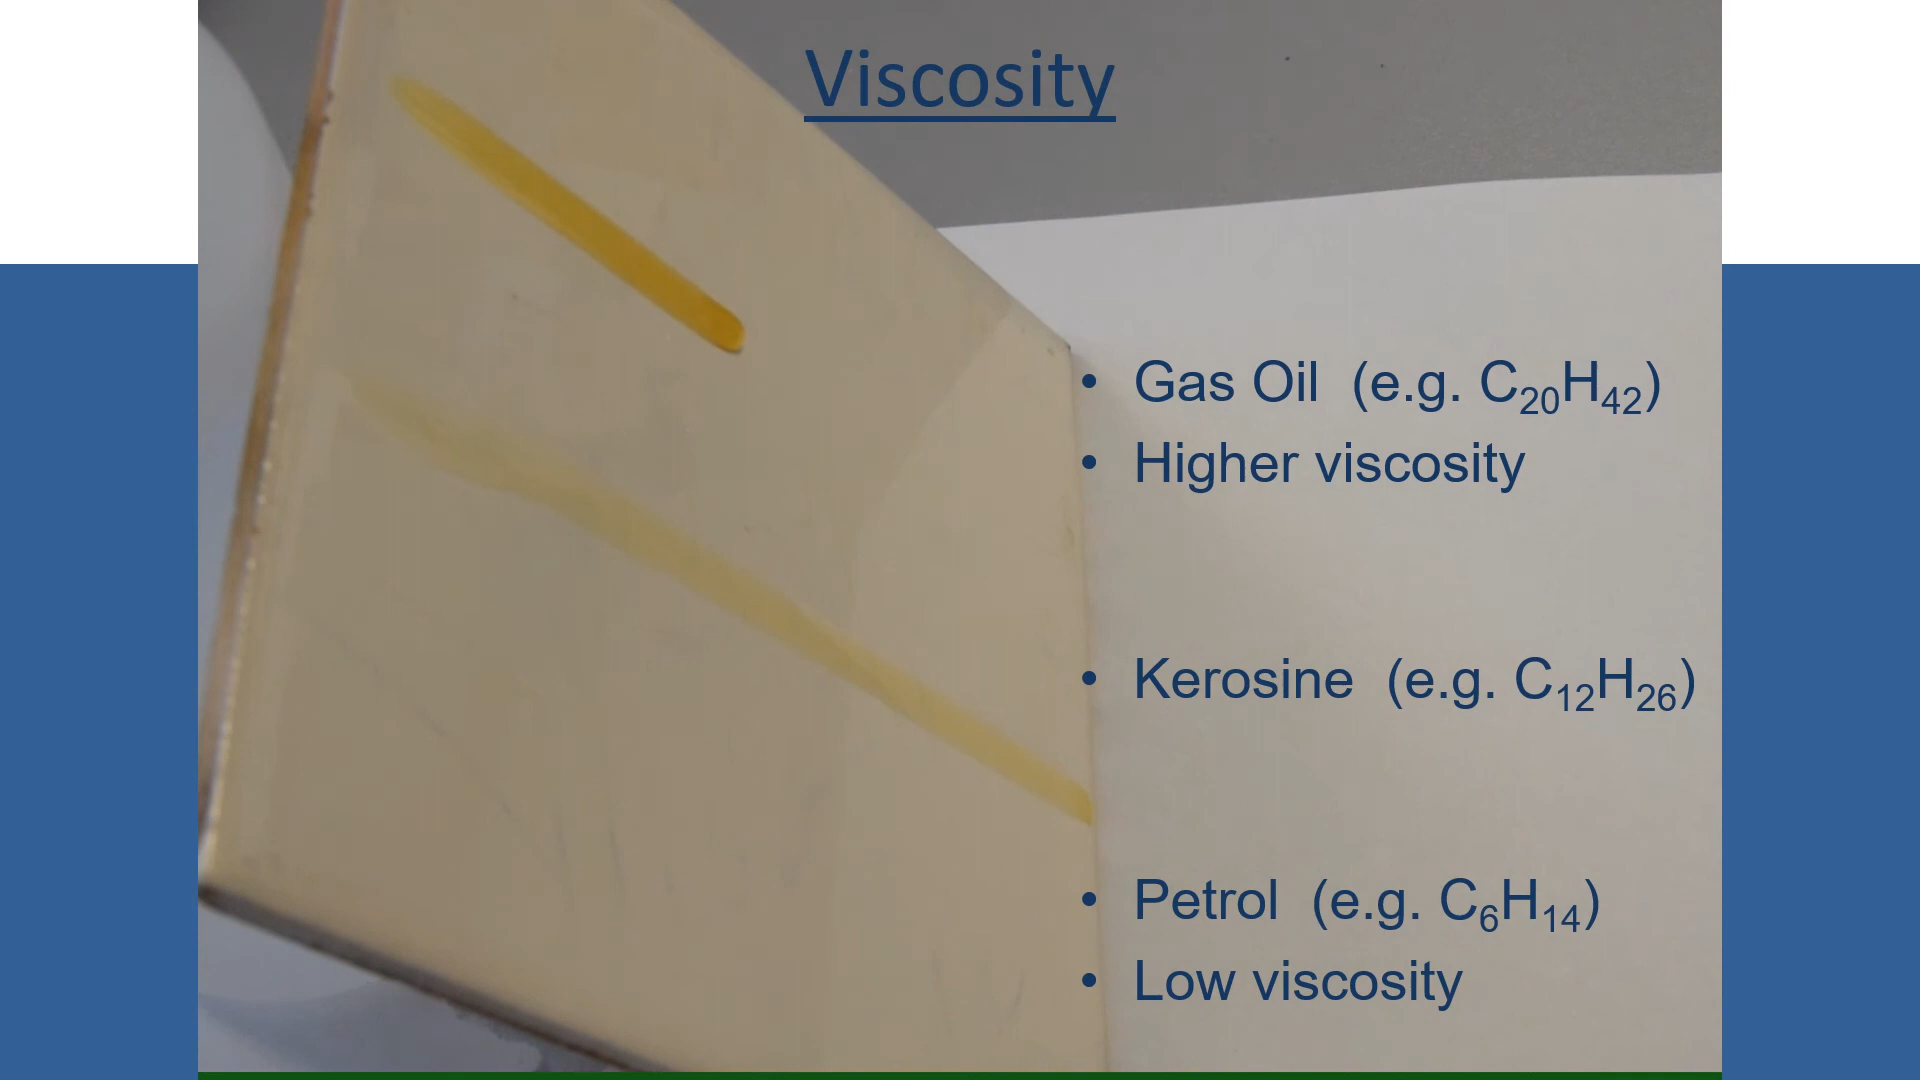 Viscosity
• Gas Oil (e.g. C₂₀H₄₂)
• Higher viscosity
• Kerosine (e.g. C₁₂H₂₆)
• Petrol (e.g. C₆H₁₄)
• Low viscosity